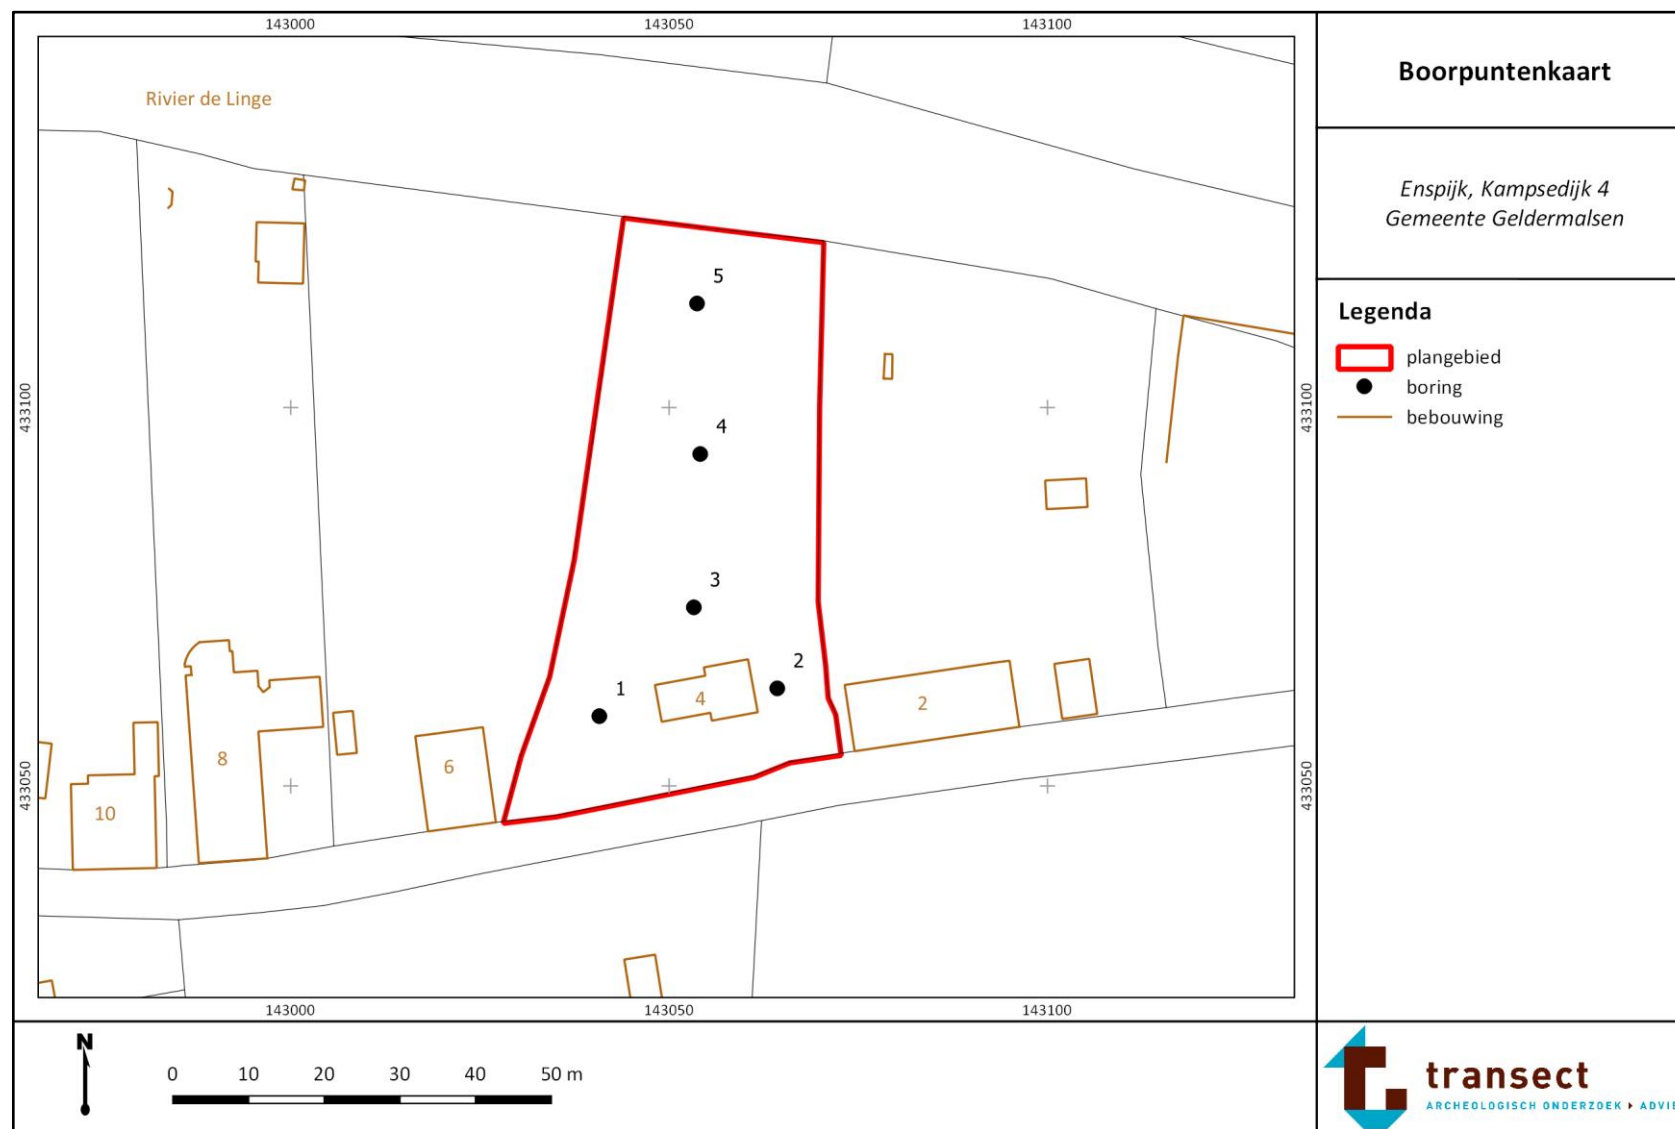 143000 143050 143100
Rivier de Linge
433100
433100
433050
433050
5
4
3
2
1
4
2
6
8
10
143000 143050 143100
N
0 10 20 30 40 50 m
Boorpuntenkaart
Enspijk, Kampsedijk 4
Gemeente Geldermalsen
Legenda
plangebied
boring
bebouwing
transect
ARCHEOLOGISCH ONDERZOEK ADVIE